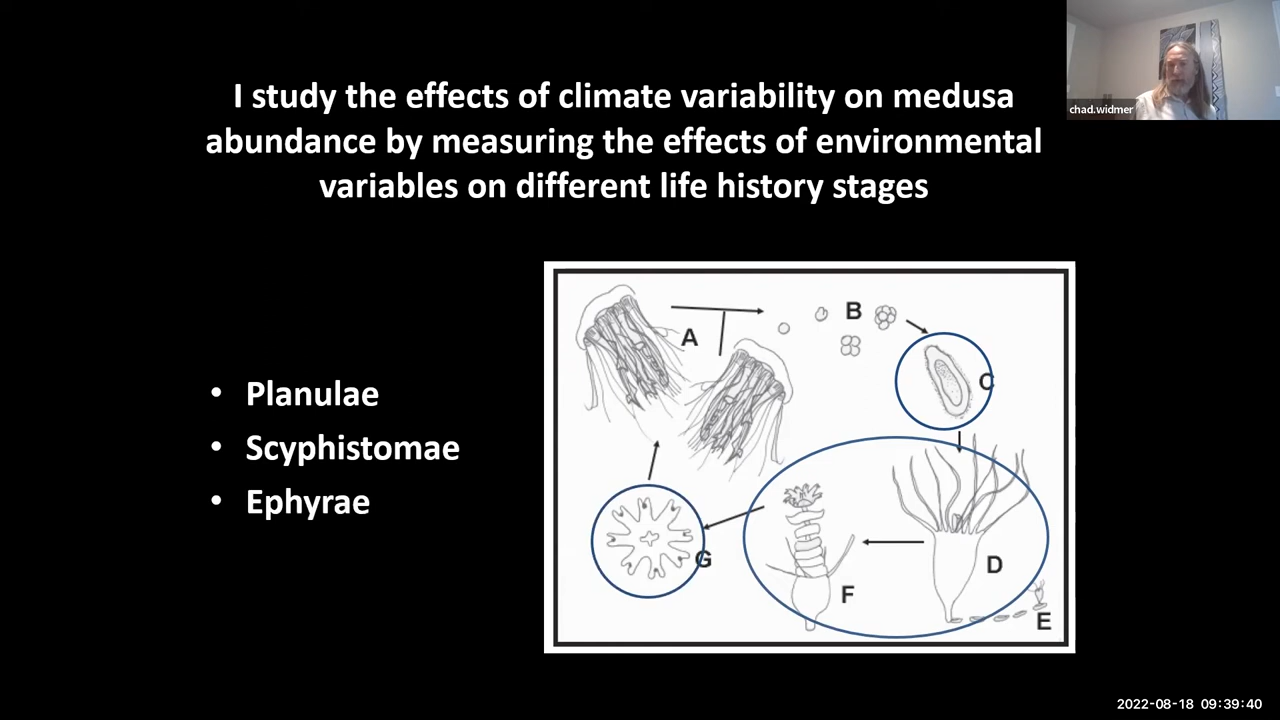 I study the effects of climate variability on medusa
abundance by measuring the effects of environmental
variables on different life history stages
chad.widmer
• Planulae
• Scyphistomae
• Ephyrae
A
B
C
D
E
F
G
2022-08-18 09:39:40